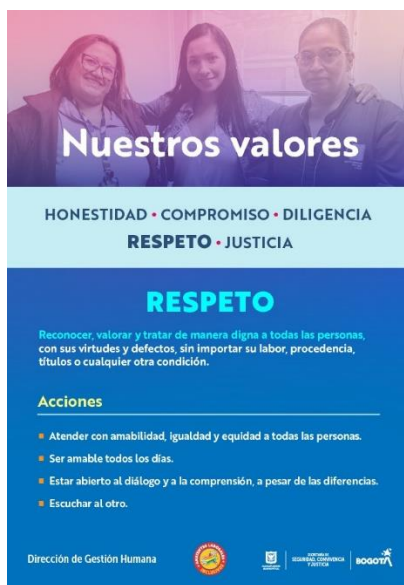 Nuestros valores
HONESTIDAD • COMPROMISO • DILIGENCIA
RESPETO • JUSTICIA
RESPETO
Reconocer, valorar y tratar de manera digna a todas las personas,
con sus virtudes y defectos, sin importar su labor, procedencia,
títulos o cualquier otra condición.
Acciones
Atender con amabilidad, igualdad y equidad a todas las personas.
Ser amable todos los días.
Estar abierto al diálogo y a la comprensión, a pesar de las diferencias.
Escuchar al otro.
Dirección de Gestión Humana
SECRETARÍA DE
SEGURIDAD, CONVIVENCIA
Y JUSTICIA
BOGOTÁ